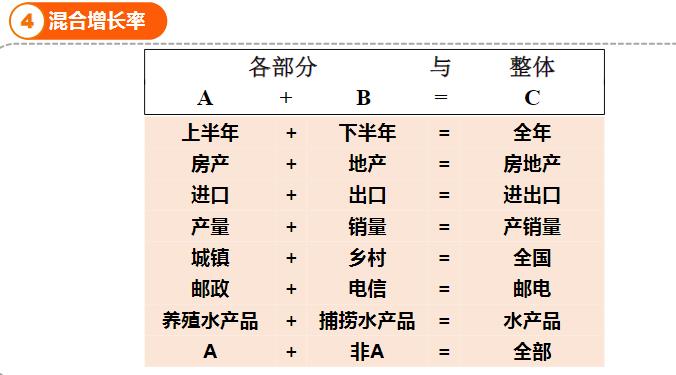 4 混合增长率
各部分 与 整体
A + B = C
上半年 + 下半年 = 全年
房产 + 地产 = 房地产
进口 + 出口 = 进出口
产量 + 销量 = 产销量
城镇 + 乡村 = 全国
邮政 + 电信 = 邮电
养殖水产品 + 捕捞水产品 = 水产品
A + 非A = 全部